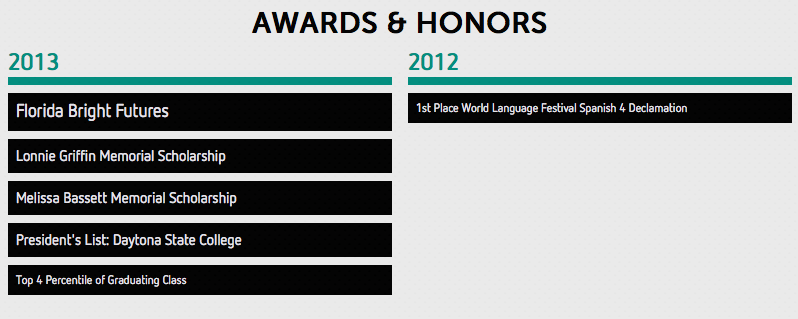 AWARDS & HONORS
2013
Florida Bright Futures
Lonnie Griffin Memorial Scholarship
Melissa Bassett Memorial Scholarship
President's List: Daytona State College
Top 4 Percentile of Graduating Class
2012
1st Place World Language Festival Spanish 4 Declamation